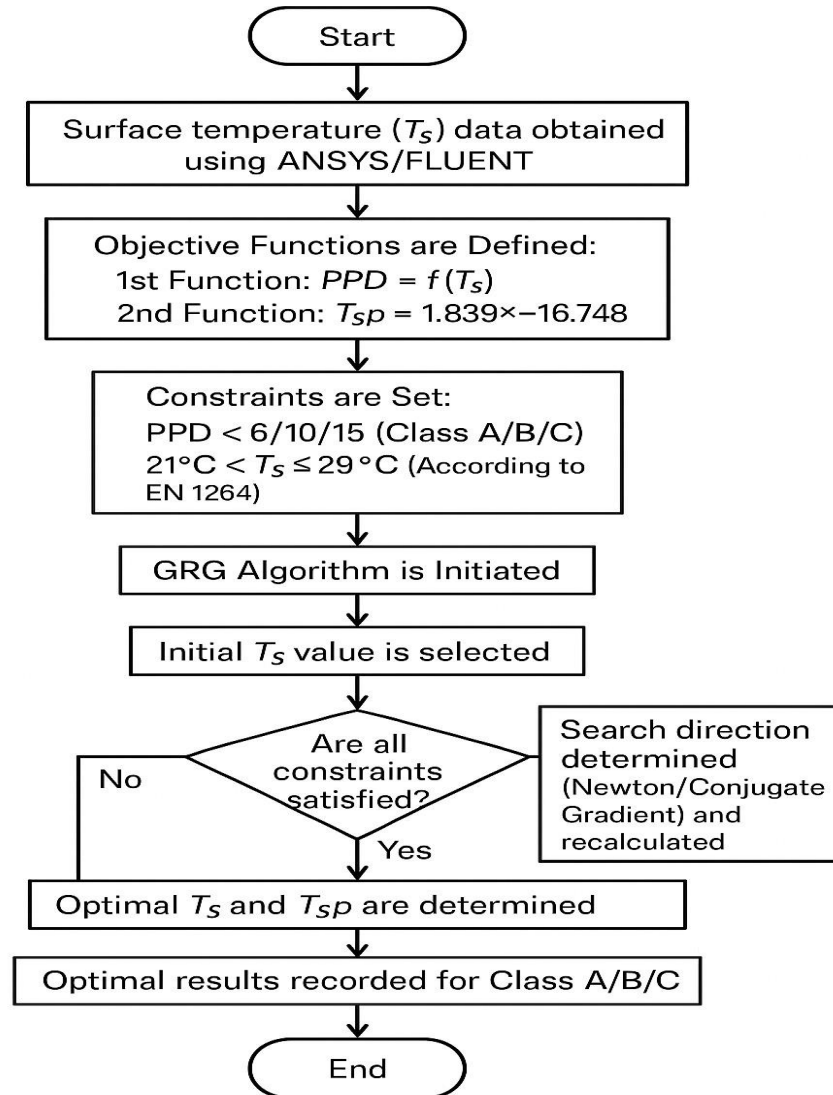 Start
Surface temperature (Ts) data obtained
using ANSYS/FLUENT
Objective Functions are Defined:
1st Function: PPD = f (Ts)
2nd Function: Tsp = 1.839×−16.748
Constraints are Set:
PPD < 6/10/15 (Class A/B/C)
21°C < Ts ≤ 29°C (According to
EN 1264)
GRG Algorithm is Initiated
Initial Ts value is selected
Are all
constraints
satisfied?
No
Yes
Search direction
determined
(Newton/Conjugate
Gradient) and
recalculated
Optimal Ts and Tsp are determined
Optimal results recorded for Class A/B/C
End